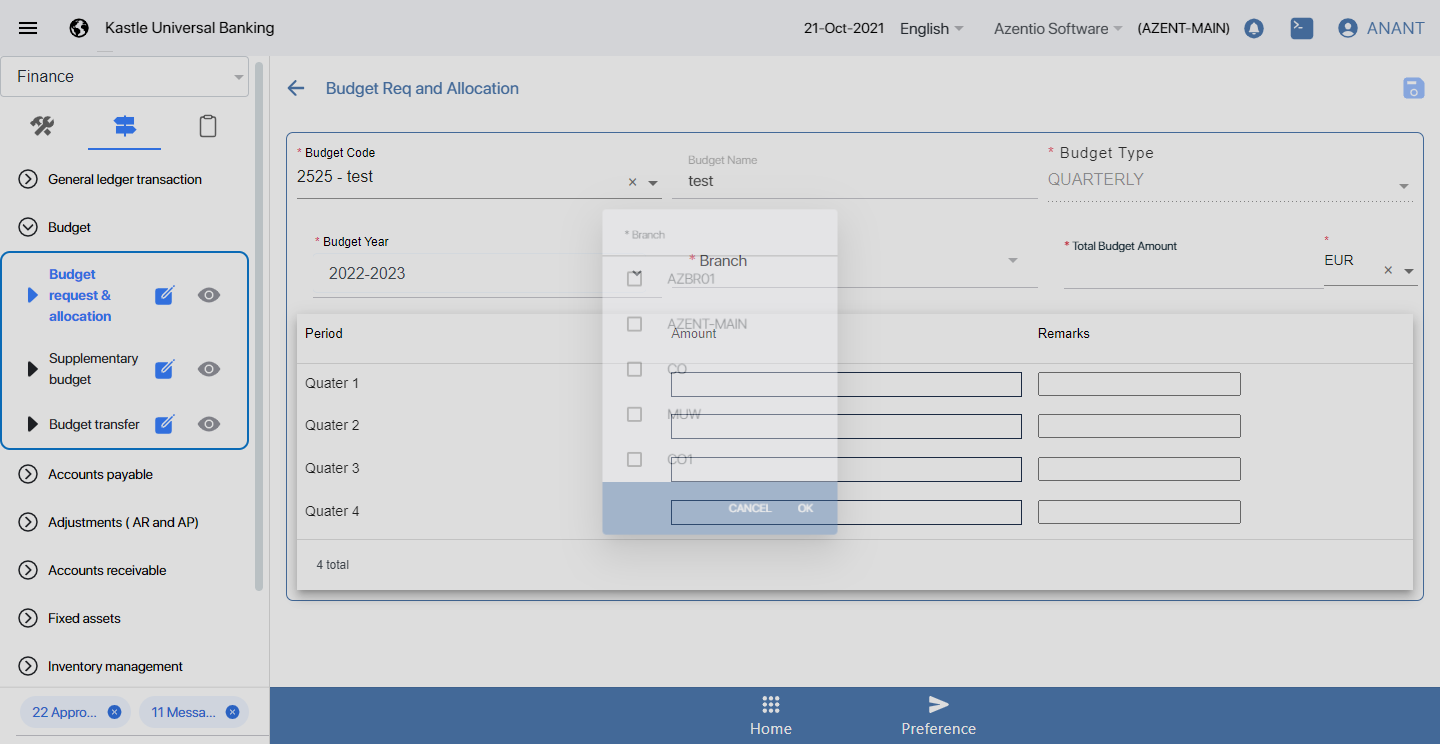 Kastle Universal Banking
21-Oct-2021 English Azentio Software (AZENT-MAIN) ANANT
Finance
General ledger transaction
Budget
Budget request & allocation
Supplementary budget
Budget transfer
Accounts payable
Adjustments ( AR and AP)
Accounts receivable
Fixed assets
Inventory management
22 Appro...
11 Messa...
Budget Req and Allocation
* Budget Code
2525 - test
Budget Name
test
* Budget Type
QUARTERLY
* Budget Year
2022-2023
* Branch
* Total Budget Amount
*
EUR
Period Amount Remarks
Quater 1
Quater 2
Quater 3
Quater 4
4 total
* Branch
AZBR01
AZENT-MAIN
CO
MUW
CO1
CANCEL OK
Home
Preference